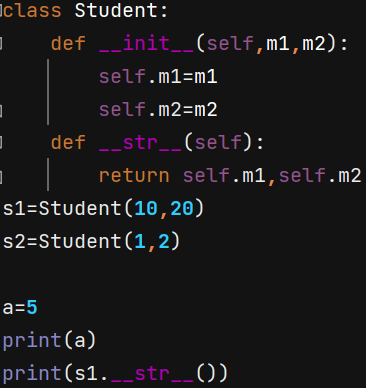 class Student:
    def __init__(self,m1,m2):
        self.m1=m1
        self.m2=m2
    def __str__(self):
        return self.m1,self.m2
s1=Student(10,20)
s2=Student(1,2)
a=5
print(a)
print(s1.__str__())